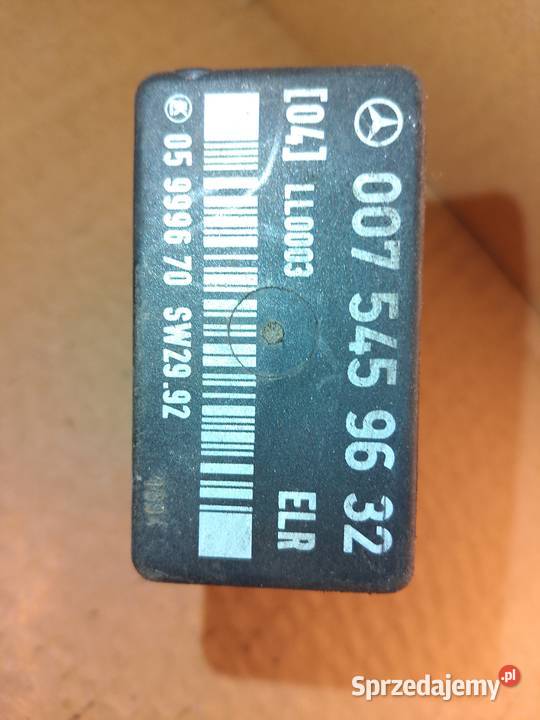 007 545 96 32
[04] LL0003 ELR
05 9996 70 SW29.92
Sprzedajemy.pl